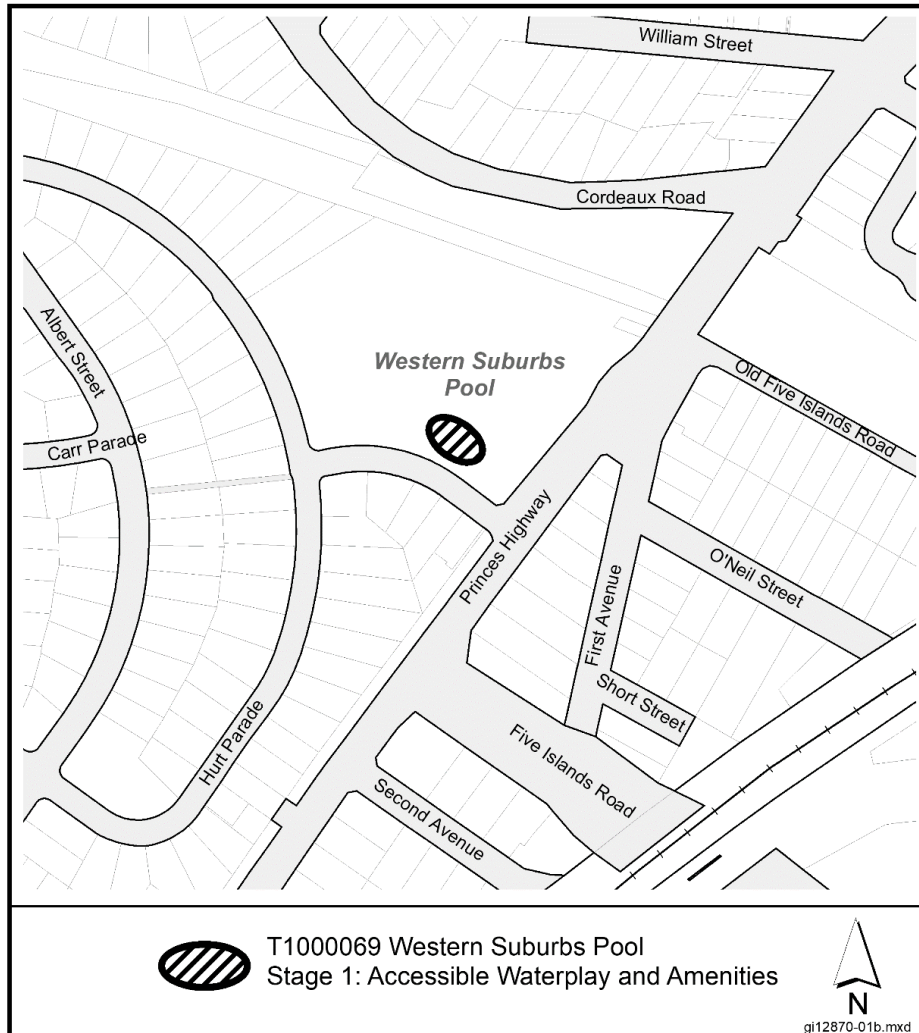 William Street
Cordeaux Road
Western Suburbs
Pool
Albert Street
Old Five Islands Road
Carr Parade
Princes Highway
O'Neil Street
First Avenue
Short Street
Hurt Parade
Five Islands Road
Second Avenue
T1000069 Western Suburbs Pool
Stage 1: Accessible Waterplay and Amenities
N
gi12870-01b.mxd